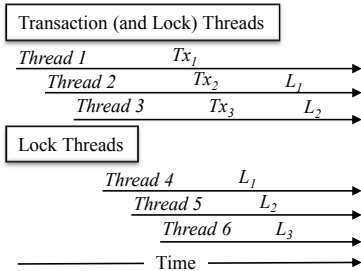 Transaction (and Lock) Threads
Thread 1 Tx₁
Thread 2 Tx₂ L₁
Thread 3 Tx₃ L₂
Lock Threads
Thread 4 L₁
Thread 5 L₂
Thread 6 L₃
Time